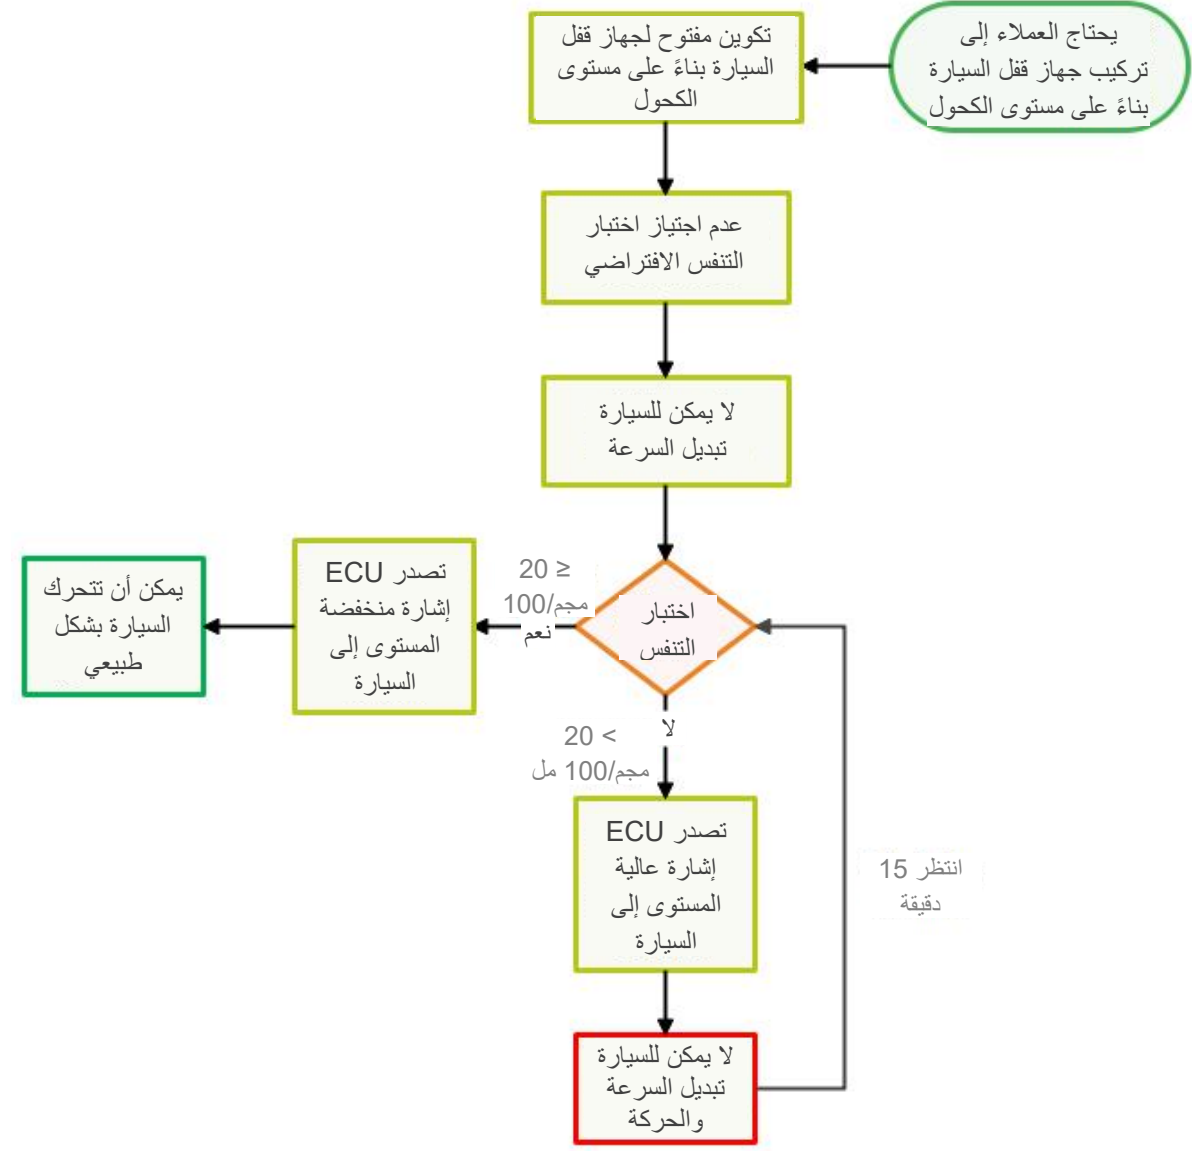 يحتاج العملاء إلى
تركيب جهاز قفل السيارة
بناءً على مستوى الكحول
تكوين مفتوح لجهاز قفل
السيارة بناءً على مستوى
الكحول
عدم اجتياز اختبار
التنفس الافتراضي
لا يمكن للسيارة
تبديل السرعة
اختبار
التنفس
≤ 20
مجم/100
نعم
تصدر ECU
إشارة منخفضة
المستوى إلى
السيارة
يمكن أن تتحرك
السيارة بشكل
طبيعي
لا
> 20
مجم/100 مل
تصدر ECU
إشارة عالية
المستوى إلى
السيارة
لا يمكن للسيارة
تبديل السرعة
والحركة
انتظر 15
دقيقة